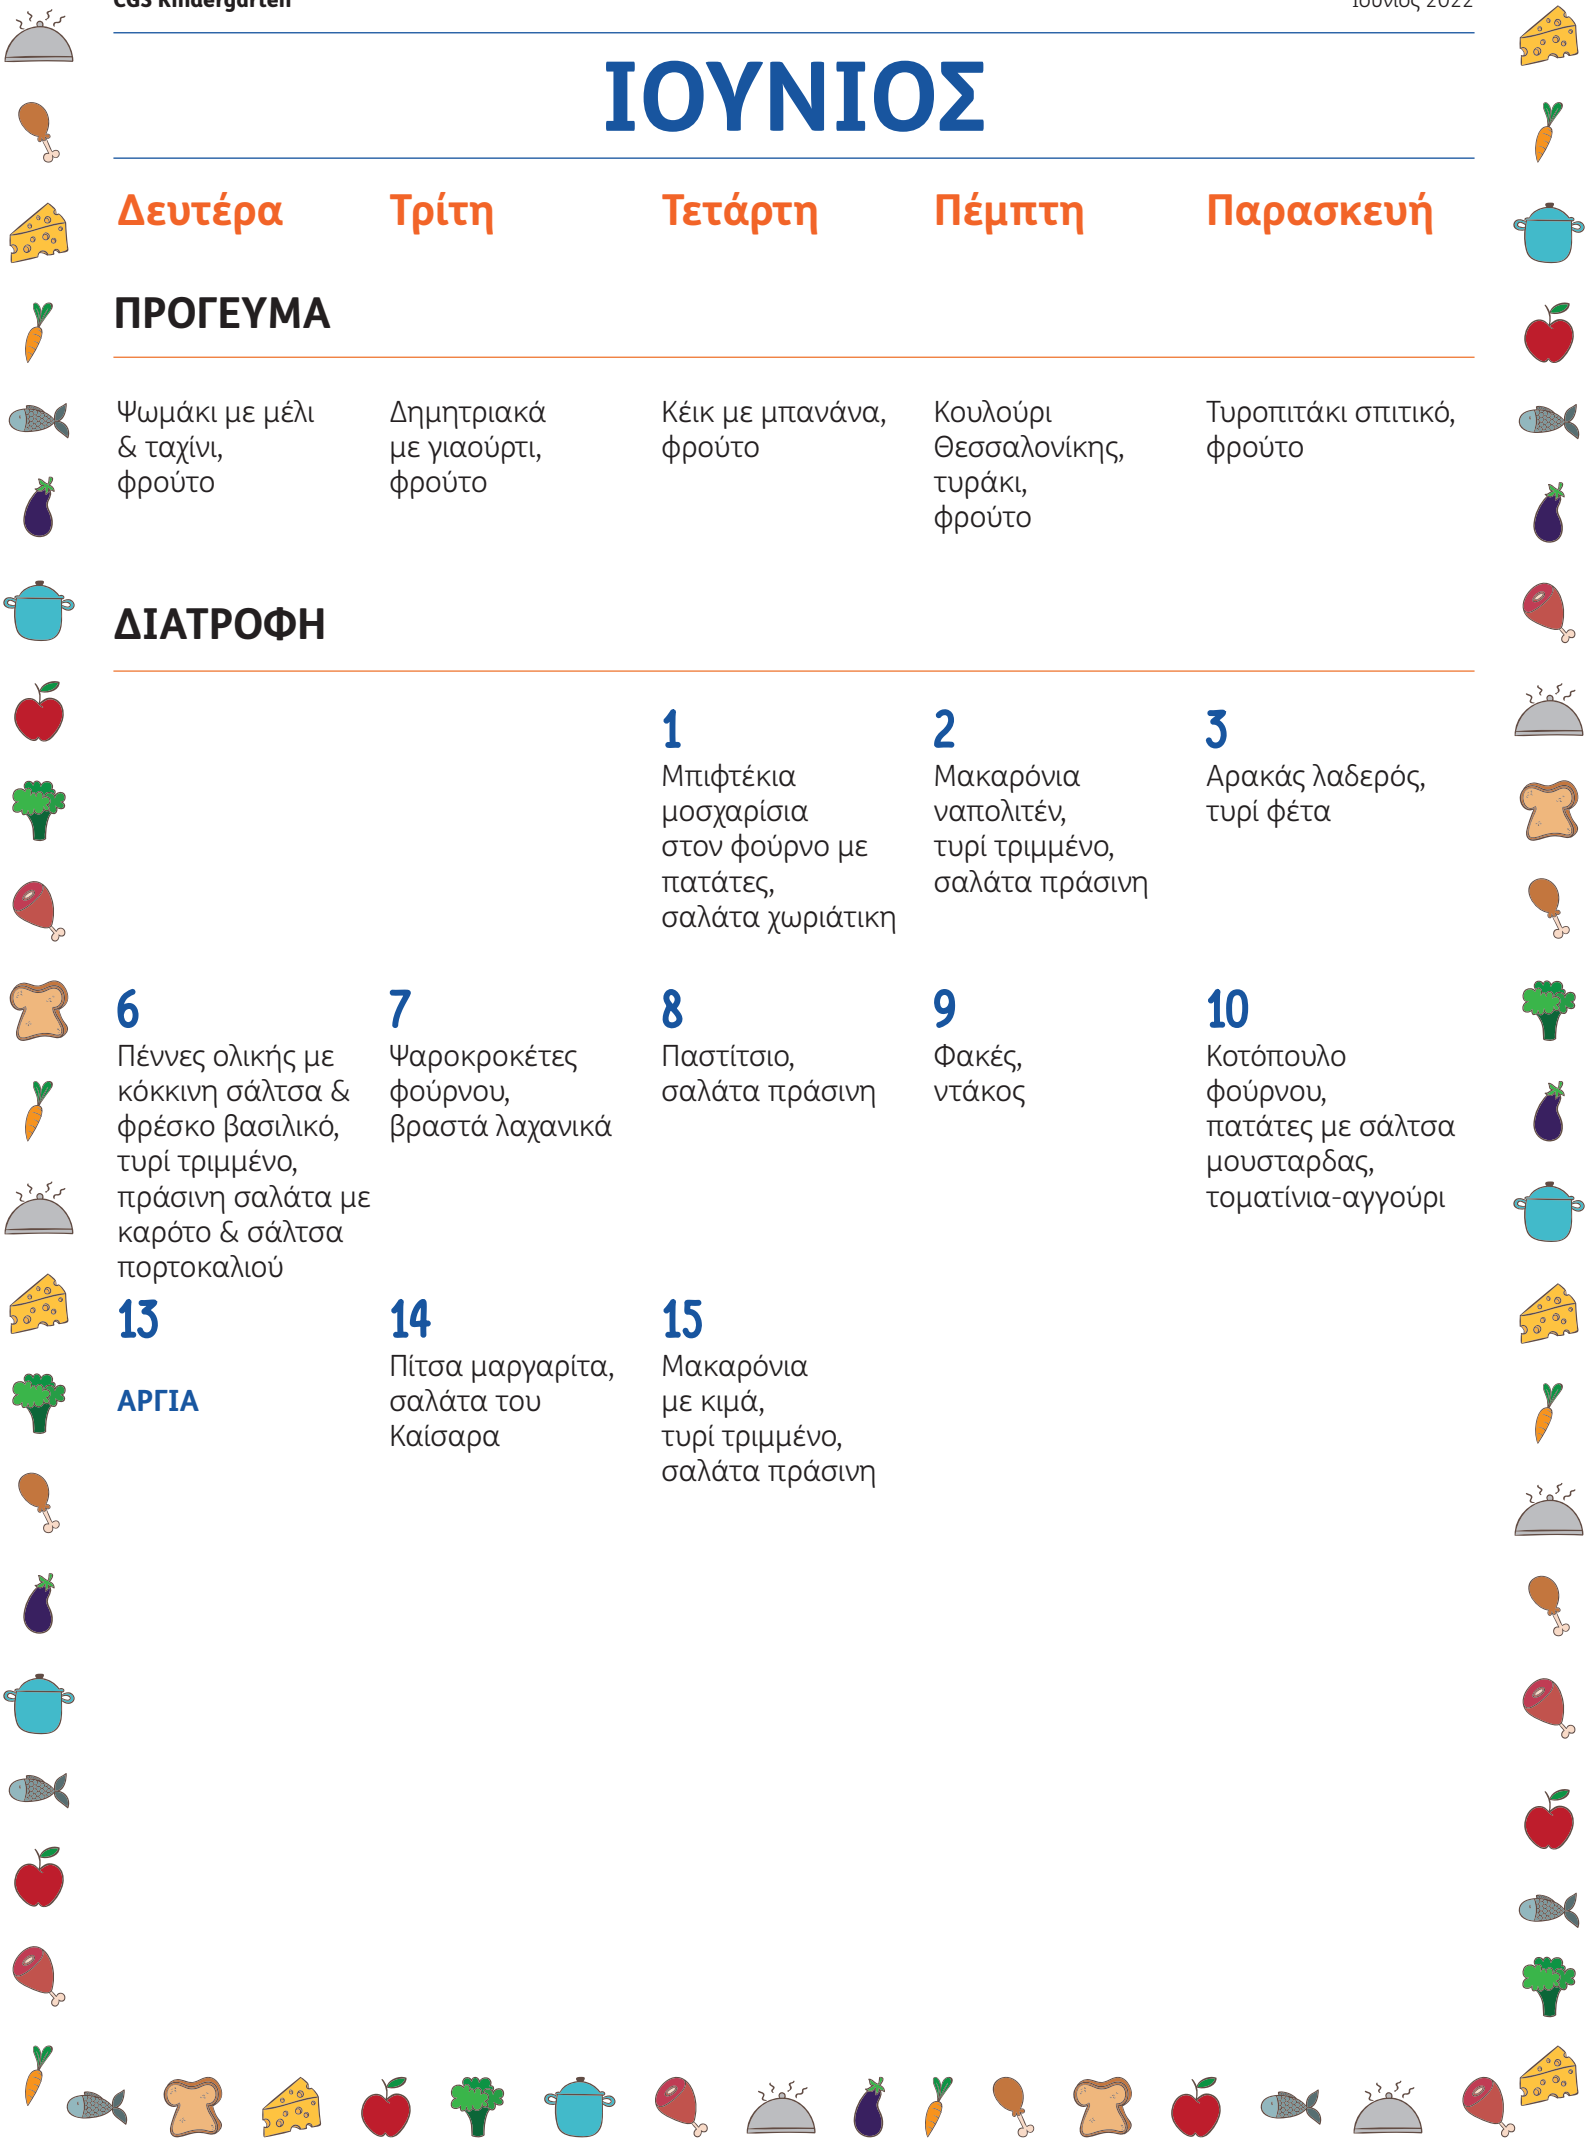 CGS Kindergarten
Ιούνιος 2022
ΙΟΥΝΙΟΣ
Δευτέρα
Τρίτη
Τετάρτη
Πέμπτη
Παρασκευή
ΠΡΟΓΕΥΜΑ
Ψωμάκι με μέλι
& ταχίνι,
φρούτο
Δημητριακά
με γιαούρτι,
φρούτο
Κέικ με μπανάνα,
φρούτο
Κουλούρι
Θεσσαλονίκης,
τυράκι,
φρούτο
Τυροπιτάκι σπιτικό,
φρούτο
ΔΙΑΤΡΟΦΗ
1
Μπιφτέκια
μοσχαρίσια
στον φούρνο με
πατάτες,
σαλάτα χωριάτικη
2
Μακαρόνια
ναπολιτέν,
τυρί τριμμένο,
σαλάτα πράσινη
3
Αρακάς λαδερός,
τυρί φέτα
6
Πέννες ολικής με
κόκκινη σάλτσα &
φρέσκο βασιλικό,
τυρί τριμμένο,
πράσινη σαλάτα με
καρότο & σάλτσα
πορτοκαλιού
7
Ψαροκροκέτες
φούρνου,
βραστά λαχανικά
8
Παστίτσιο,
σαλάτα πράσινη
9
Φακές,
ντάκος
10
Κοτόπουλο
φούρνου,
πατάτες με σάλτσα
μουσταρδας,
τοματίνια-αγγούρι
13
ΑΡΓΙΑ
14
Πίτσα μαργαρίτα,
σαλάτα του
Καίσαρα
15
Μακαρόνια
με κιμά,
τυρί τριμμένο,
σαλάτα πράσινη